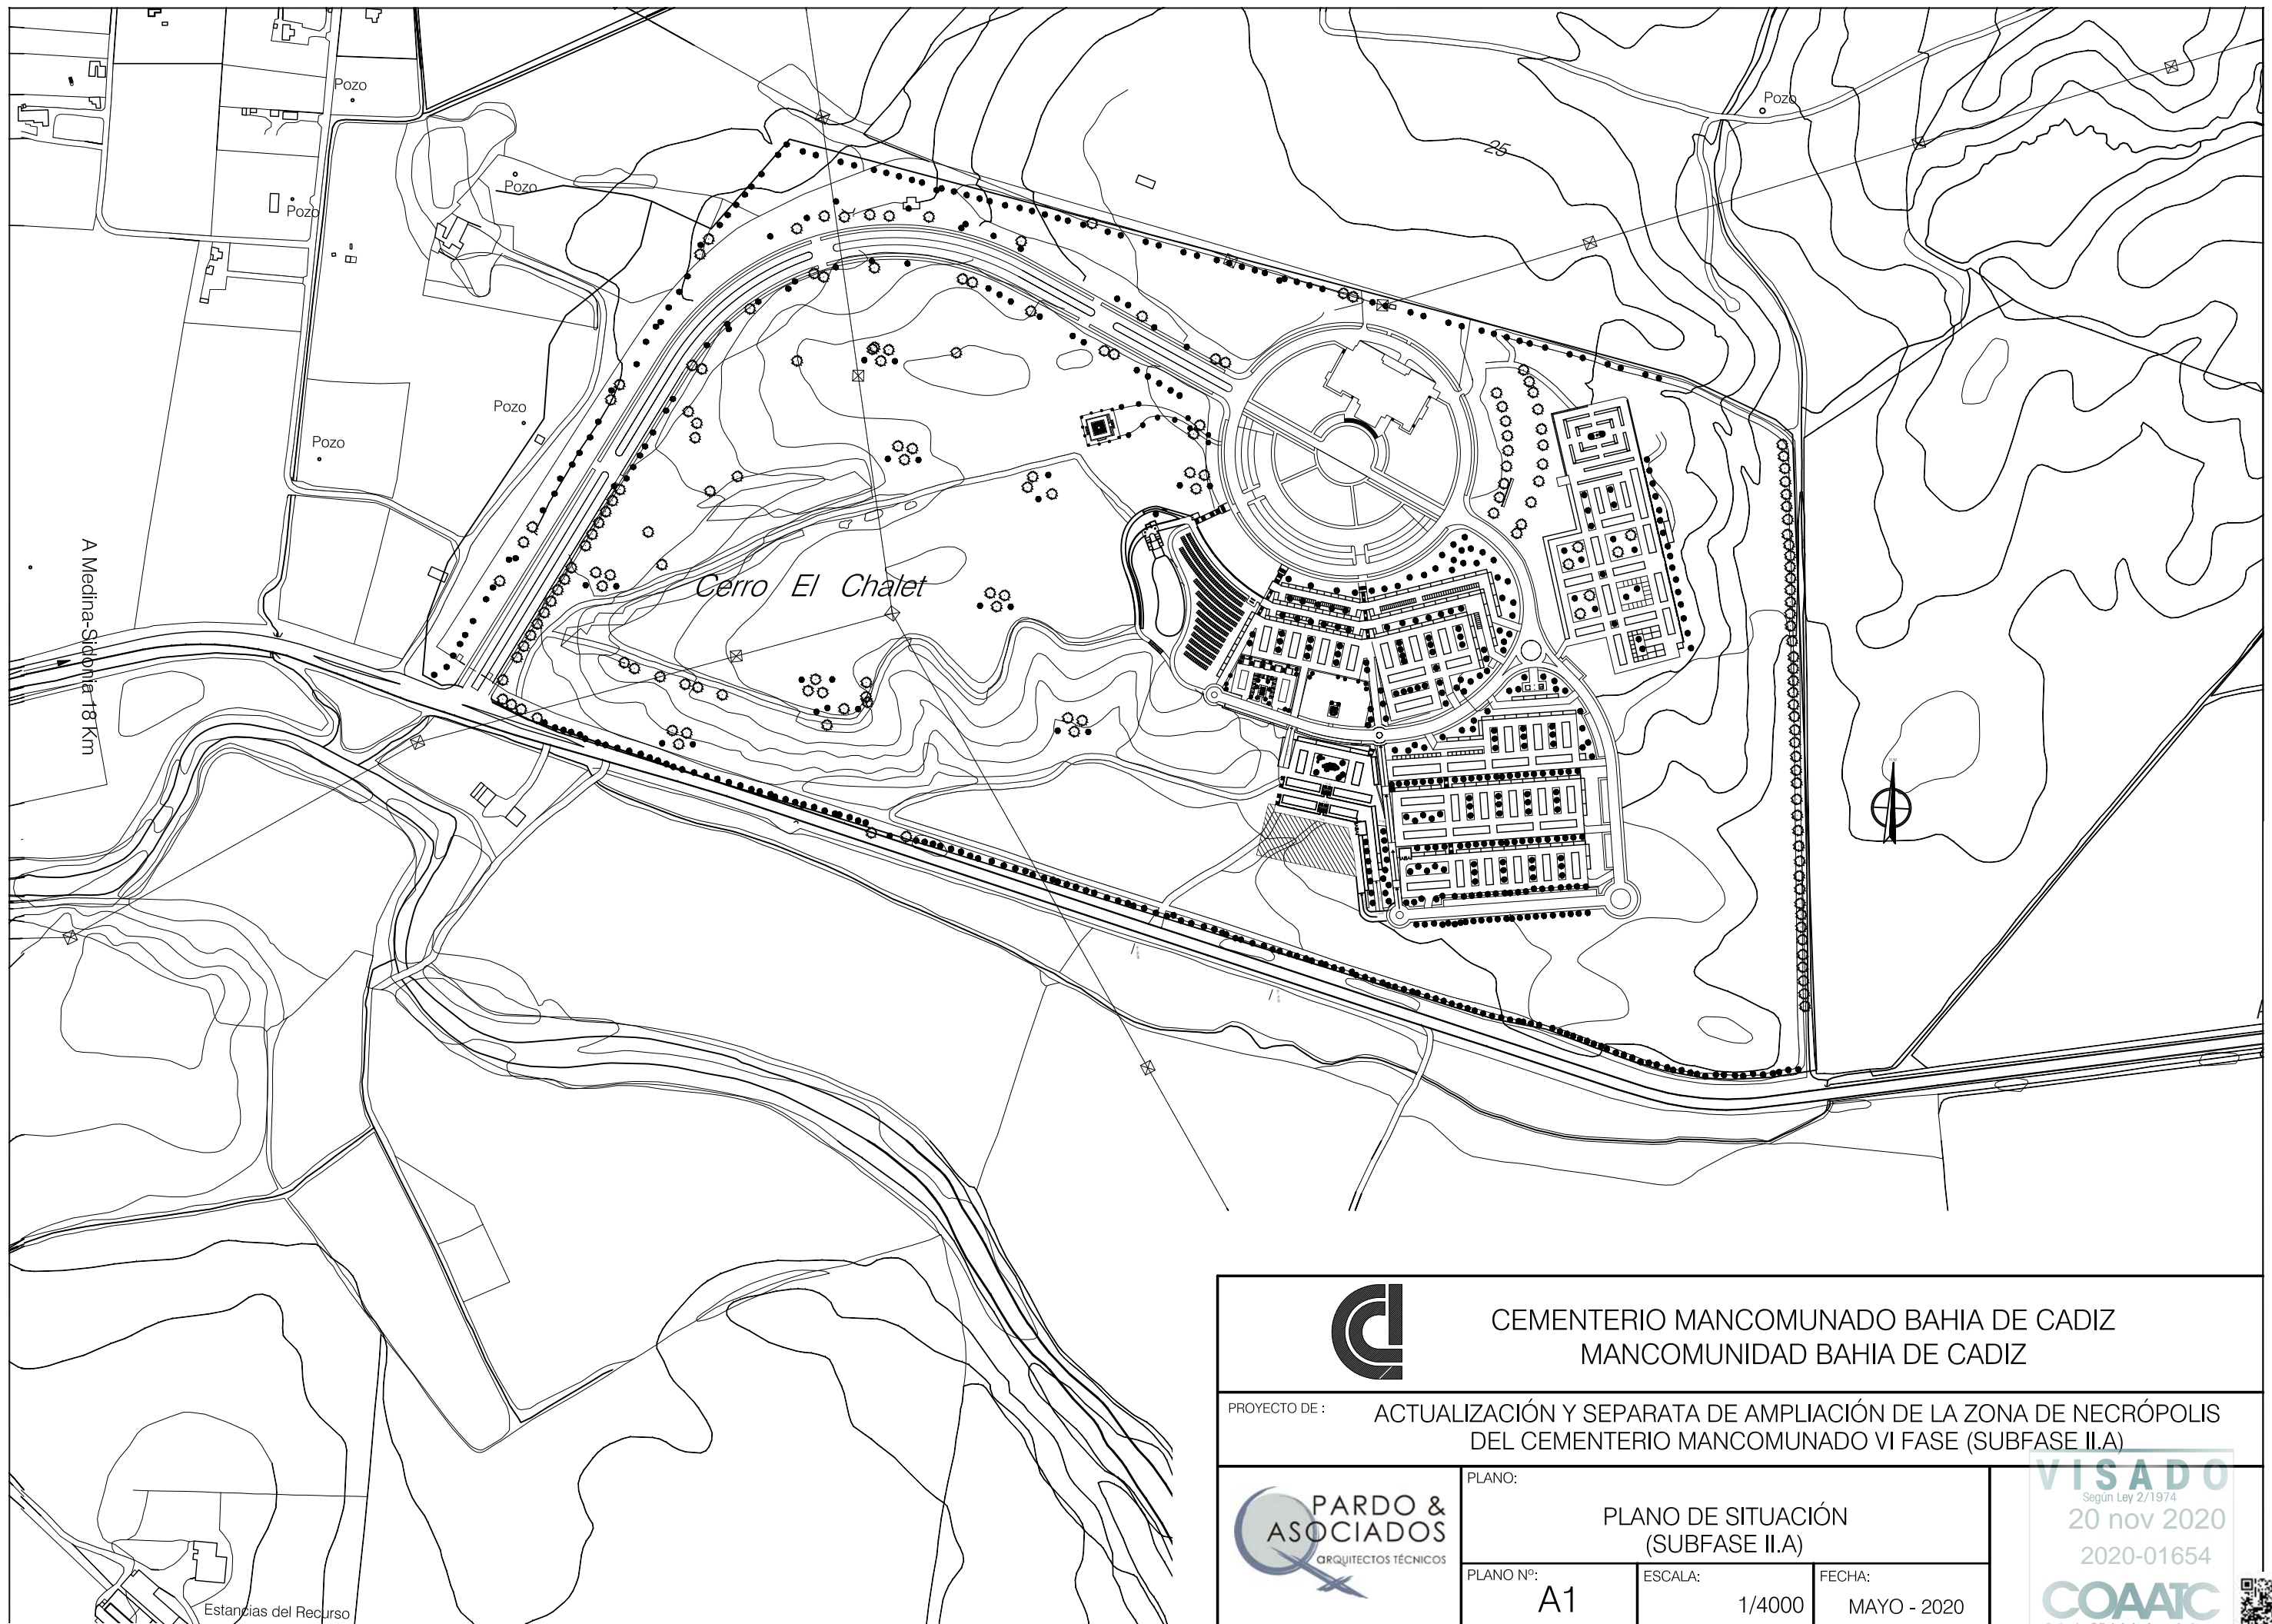 Pozo
Pozo
25
Pozo
Pozo
Pozo
Pozo
Cerro El Chalet
A Medina-Sidonia 18 Km
Estancias del Recurso
CEMENTERIO MANCOMUNADO BAHIA DE CADIZ
MANCOMUNIDAD BAHIA DE CADIZ
PROYECTO DE :
ACTUALIZACIÓN Y SEPARATA DE AMPLIACIÓN DE LA ZONA DE NECRÓPOLIS
DEL CEMENTERIO MANCOMUNADO VI FASE (SUBFASE II.A)
PARDO &
ASOCIADOS
ARQUITECTOS TÉCNICOS
PLANO:
PLANO DE SITUACIÓN
(SUBFASE II.A)
PLANO Nº:
A1
ESCALA:
1/4000
FECHA:
MAYO - 2020
VISADO
Según Ley 2/1974
20 nov 2020
2020-01654
COAATC